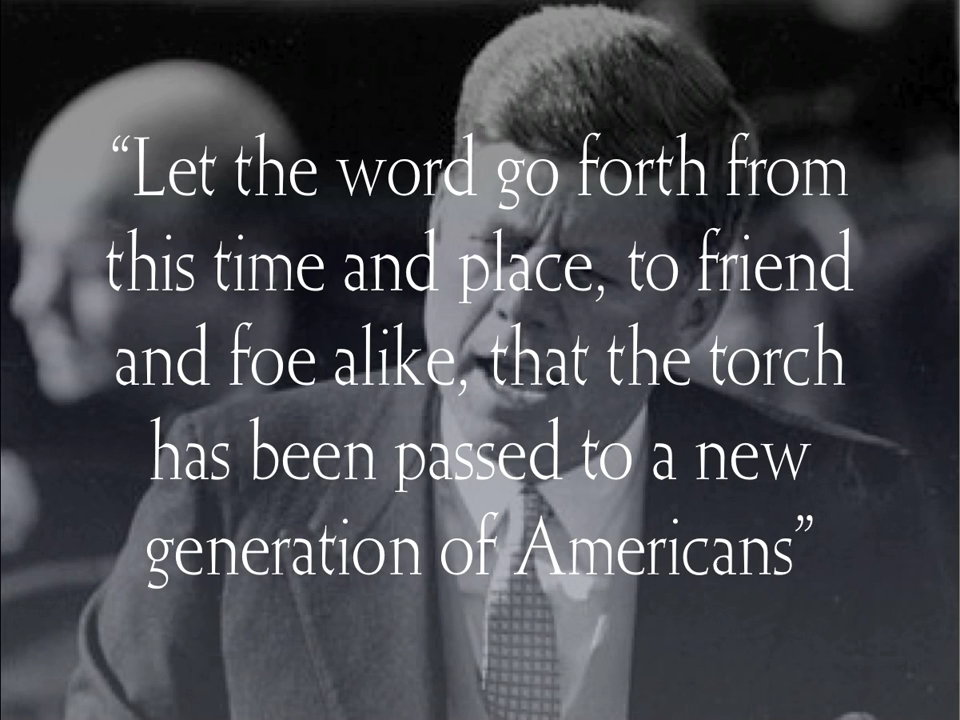 “Let the word go forth from
this time and place, to friend
and foe alike, that the torch
has been passed to a new
generation of Americans”